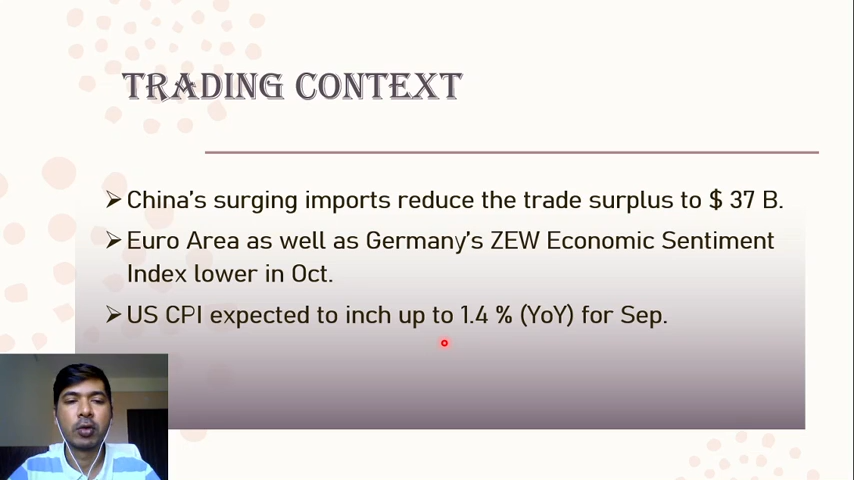 TRADING CONTEXT
➢China's surging imports reduce the trade surplus to $ 37 B.
➢Euro Area as well as Germany's ZEW Economic Sentiment
Index lower in Oct.
➢US CPI expected to inch up to 1.4 % (YoY) for Sep.